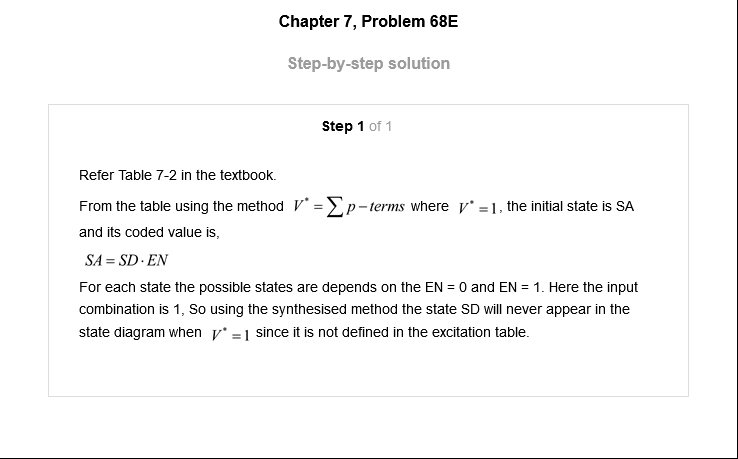 Chapter 7, Problem 68E
Step-by-step solution
Step 1 of 1
Refer Table 7-2 in the textbook.
From the table using the method V* = ∑ p − terms where V* = 1, the initial state is SA
and its coded value is,
SA = SD · EN
For each state the possible states are depends on the EN = 0 and EN = 1. Here the input
combination is 1, So using the synthesised method the state SD will never appear in the
state diagram when V* = 1 since it is not defined in the excitation table.